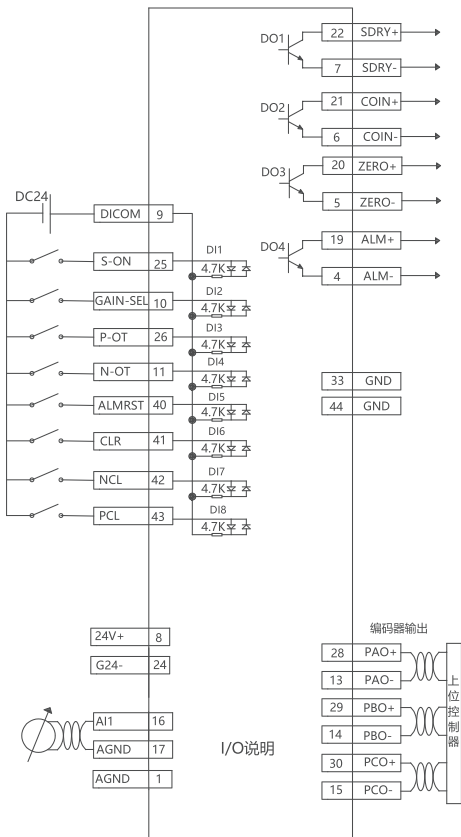 DO1
22 SDRY+
7 SDRY-
DO2
21 COIN+
6 COIN-
DO3
20 ZERO+
5 ZERO-
DO4
19 ALM+
4 ALM-
DC24
DICOM 9
S-ON 25
DI1
4.7K
GAIN-SEL 10
DI2
4.7K
P-OT 26
DI3
4.7K
N-OT 11
DI4
4.7K
ALMRST 40
DI5
4.7K
CLR 41
DI6
4.7K
NCL 42
DI7
4.7K
PCL 43
DI8
4.7K
33 GND
44 GND
24V+ 8
G24- 24
AI1 16
AGND 17
AGND 1
I/O说明
编码器输出
28 PAO+
13 PAO-
29 PBO+
14 PBO-
30 PCO+
15 PCO-
上位控制器